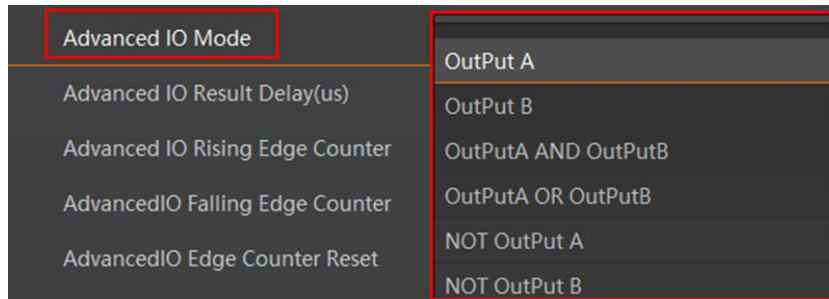 Advanced IO Mode
Advanced IO Result Delay(us)
Advanced IO Rising Edge Counter
AdvancedIO Falling Edge Counter
AdvancedIO Edge Counter Reset
OutPut A
OutPut B
OutPutA AND OutPutB
OutPutA OR OutPutB
NOT OutPut A
NOT OutPut B